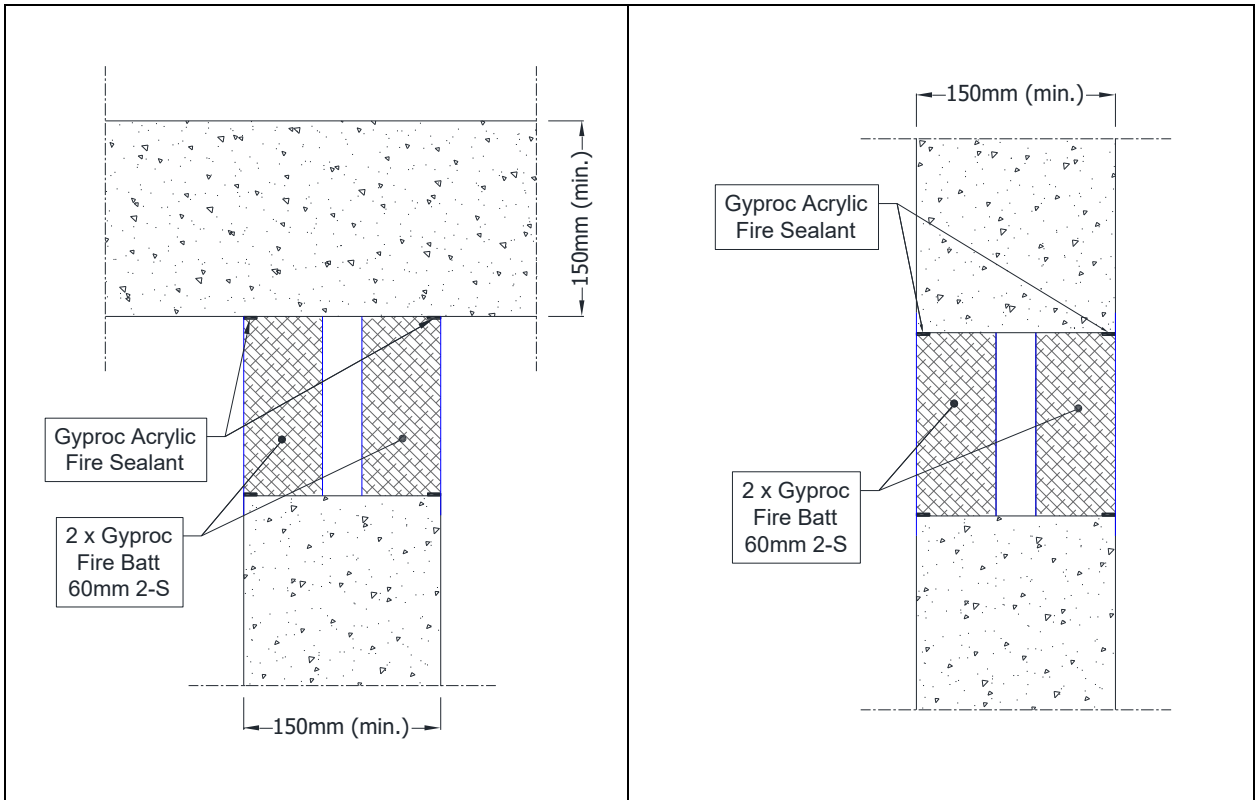 150mm (min.)
Gyproc Acrylic
Fire Sealant
2 x Gyproc
Fire Batt
60mm 2-S
150mm (min.)
150mm (min.)
Gyproc Acrylic
Fire Sealant
2 x Gyproc
Fire Batt
60mm 2-S